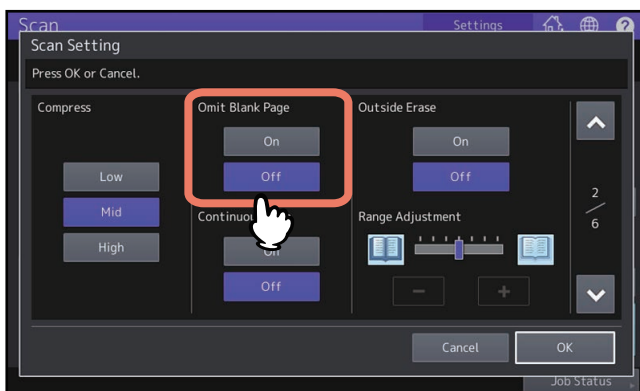 Scan
Settings
Scan Setting
Press OK or Cancel.
Compress
Low
Mid
High
Omit Blank Page
On
Off
Outside Erase
On
Off
Off
Range Adjustment
2
6
Cancel
OK
Job Status